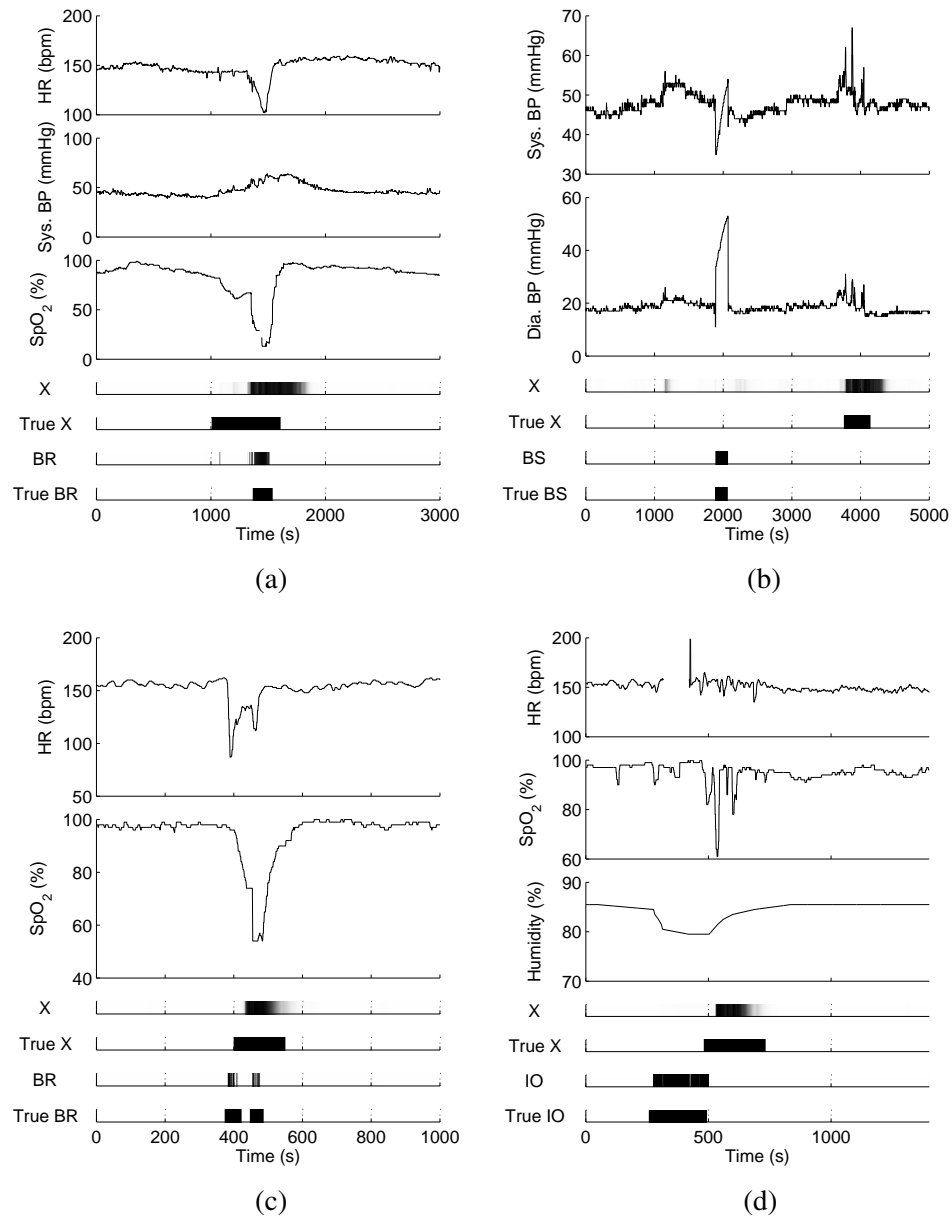 200
150
100
HR (bpm)
100
50
0
Sys. BP (mmHg)
100
50
0
SpO2 (%)
X
True X
BR
True BR
0 1000 2000 3000
Time (s)
(a)
70
60
50
40
30
Sys. BP (mmHg)
60
40
20
0
Dia. BP (mmHg)
X
True X
BS
True BS
0 1000 2000 3000 4000 5000
Time (s)
(b)
200
150
100
50
HR (bpm)
100
80
60
40
SpO2 (%)
X
True X
BR
True BR
0 200 400 600 800 1000
Time (s)
(c)
200
150
100
HR (bpm)
100
80
60
SpO2 (%)
90
80
70
Humidity (%)
X
True X
IO
True IO
0 500 1000
Time (s)
(d)